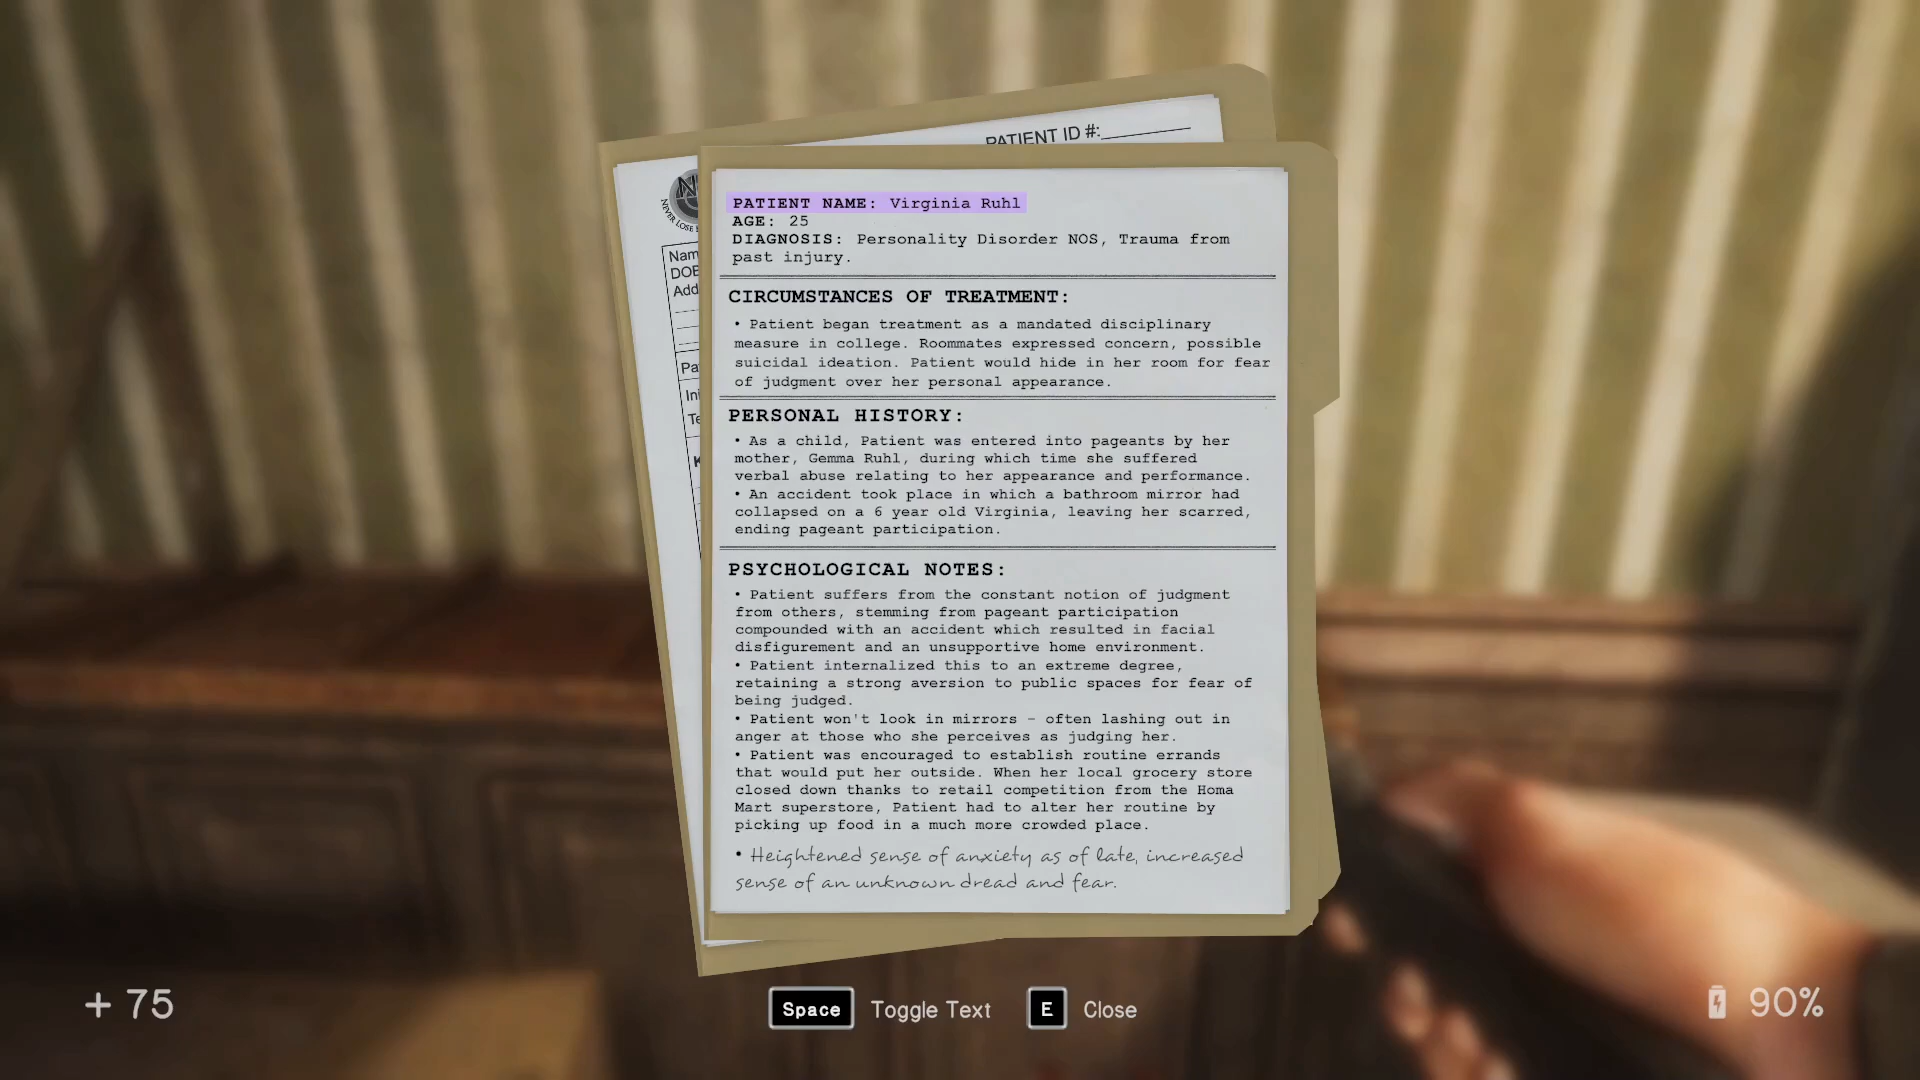 PATIENT ID #:
NEVER LOSE
Nam
DOB
Add
Pa
Ini
Te
PATIENT NAME: Virginia Ruhl
AGE: 25
DIAGNOSIS: Personality Disorder NOS, Trauma from
past injury.
CIRCUMSTANCES OF TREATMENT:
• Patient began treatment as a mandated disciplinary
measure in college. Roommates expressed concern, possible
suicidal ideation. Patient would hide in her room for fear
of judgment over her personal appearance.
PERSONAL HISTORY:
• As a child, Patient was entered into pageants by her
mother, Gemma Ruhl, during which time she suffered
verbal abuse relating to her appearance and performance.
• An accident took place in which a bathroom mirror had
collapsed on a 6 year old Virginia, leaving her scarred,
ending pageant participation.
PSYCHOLOGICAL NOTES:
• Patient suffers from the constant notion of judgment
from others, stemming from pageant participation
compounded with an accident which resulted in facial
disfigurement and an unsupportive home environment.
• Patient internalized this to an extreme degree,
retaining a strong aversion to public spaces for fear of
being judged.
• Patient won't look in mirrors - often lashing out in
anger at those who she perceives as judging her.
• Patient was encouraged to establish routine errands
that would put her outside. When her local grocery store
closed down thanks to retail competition from the Homa
Mart superstore, Patient had to alter her routine by
picking up food in a much more crowded place.
• Heightened sense of anxiety as of late, increased
sense of an unknown dread and fear.
+ 75
Space Toggle Text E Close
90%